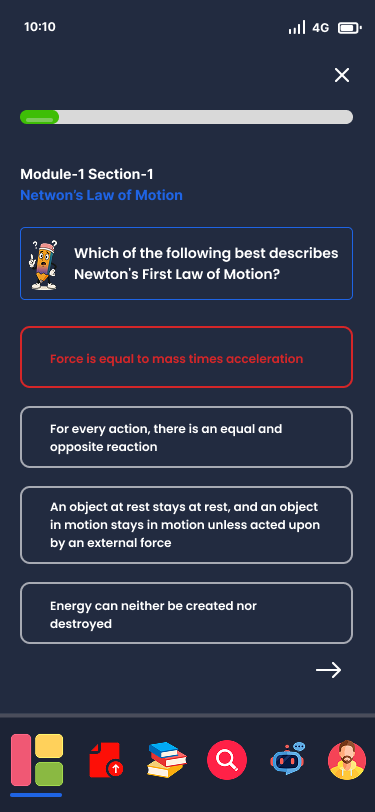 10:10
4G
Module-1 Section-1
Netwon's Law of Motion
Which of the following best describes
Newton's First Law of Motion?
Force is equal to mass times acceleration
For every action, there is an equal and
opposite reaction
An object at rest stays at rest, and an object
in motion stays in motion unless acted upon
by an external force
Energy can neither be created nor
destroyed